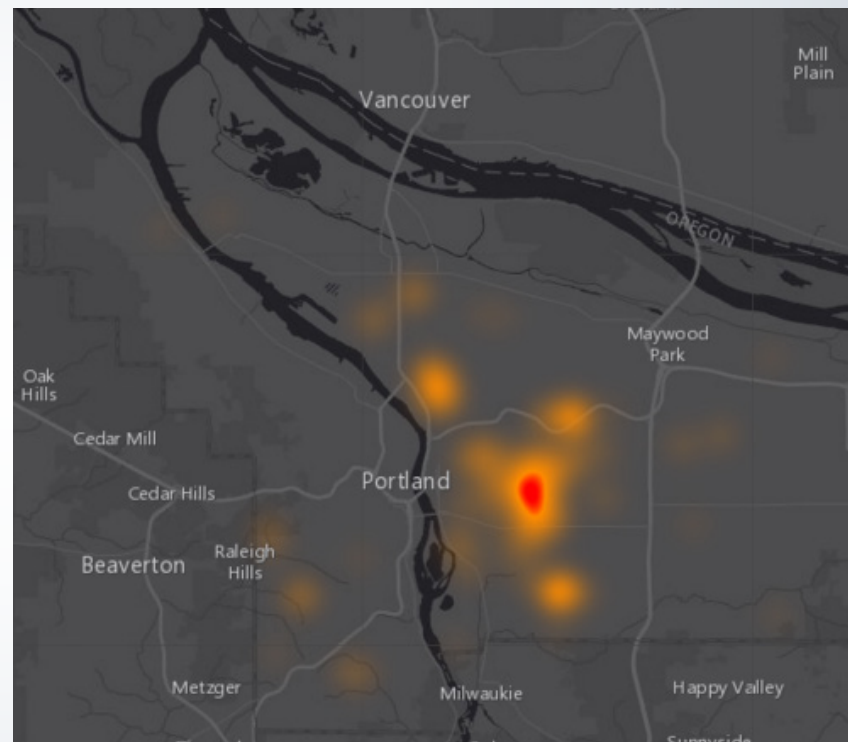 Mill
Plain
Vancouver
OREGON
Maywood
Park
Oak
Hills
Cedar Mill
Portland
Cedar Hills
Raleigh
Hills
Beaverton
Metzger
Milwaukie
Happy Valley
Sunnyside